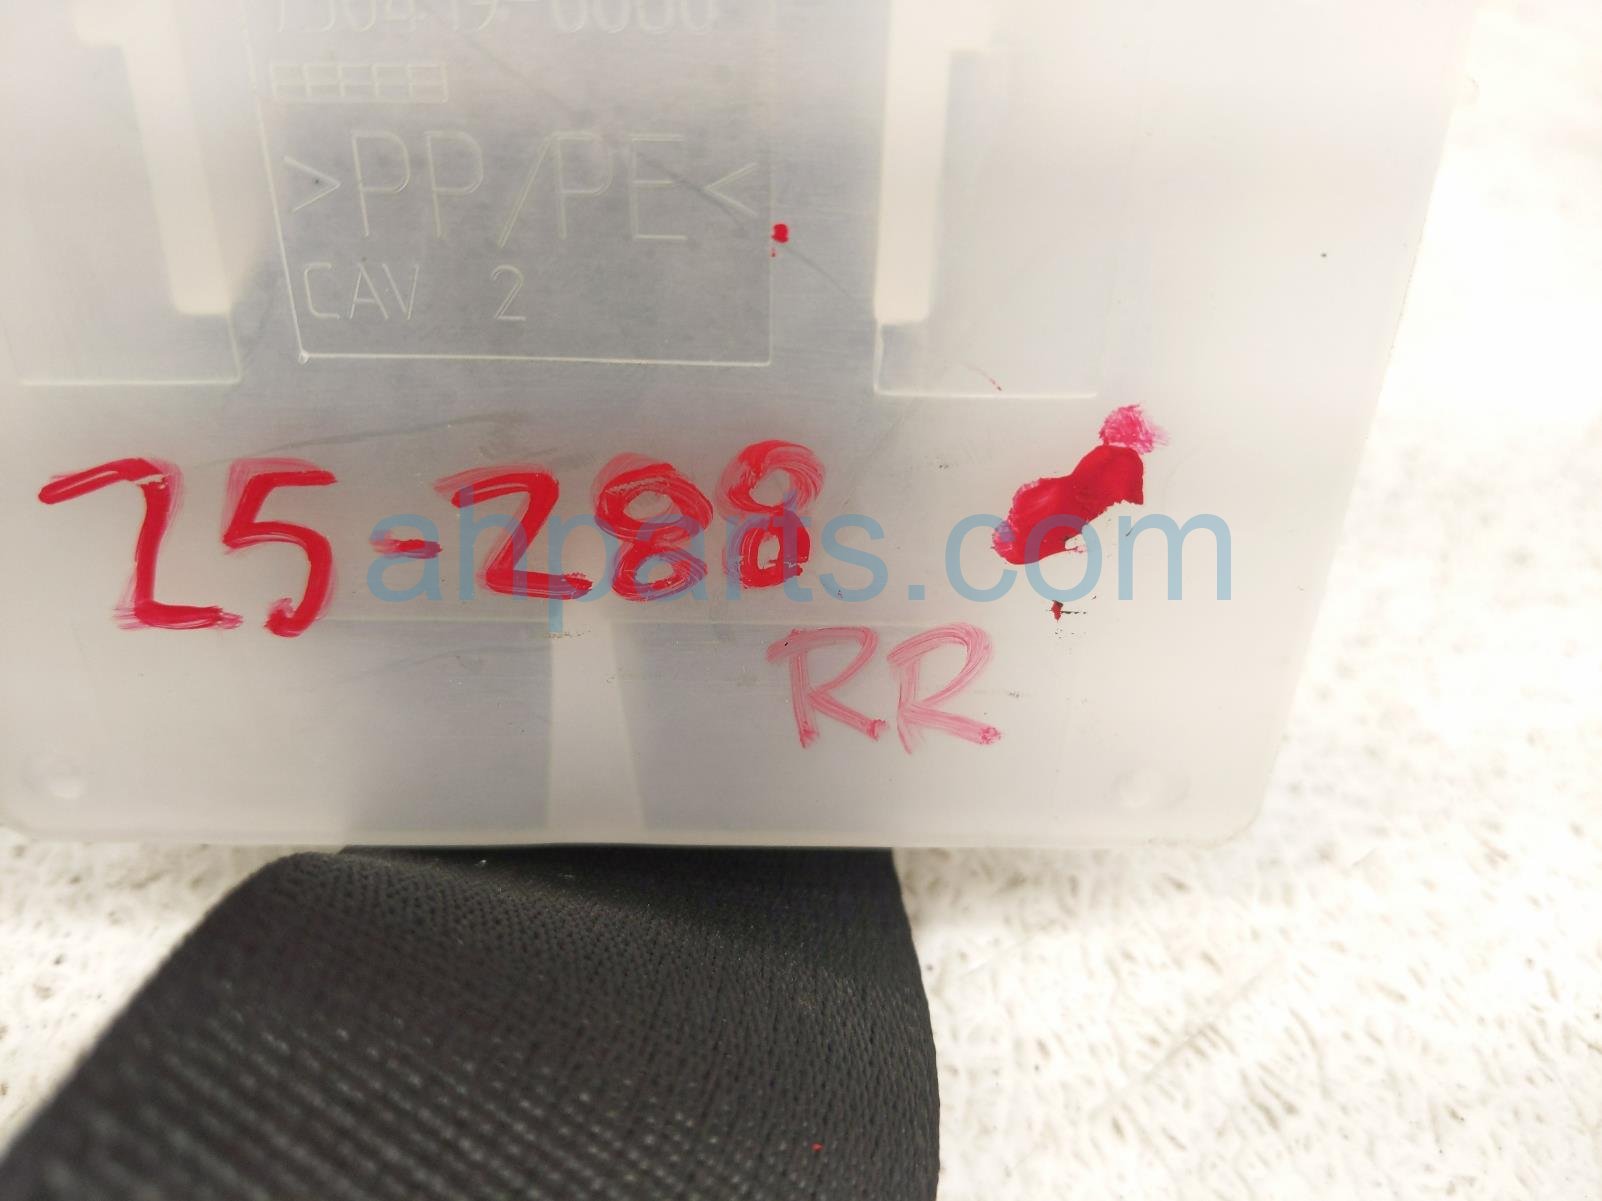 >PP/PE<
CAV 2
25-288
ahparts.com
RR